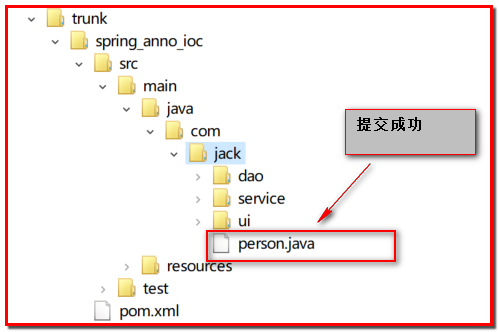 trunk
spring_anno_ioc
src
main
java
com
提交成功
jack
dao
service
ui
person.java
resources
test
pom.xml